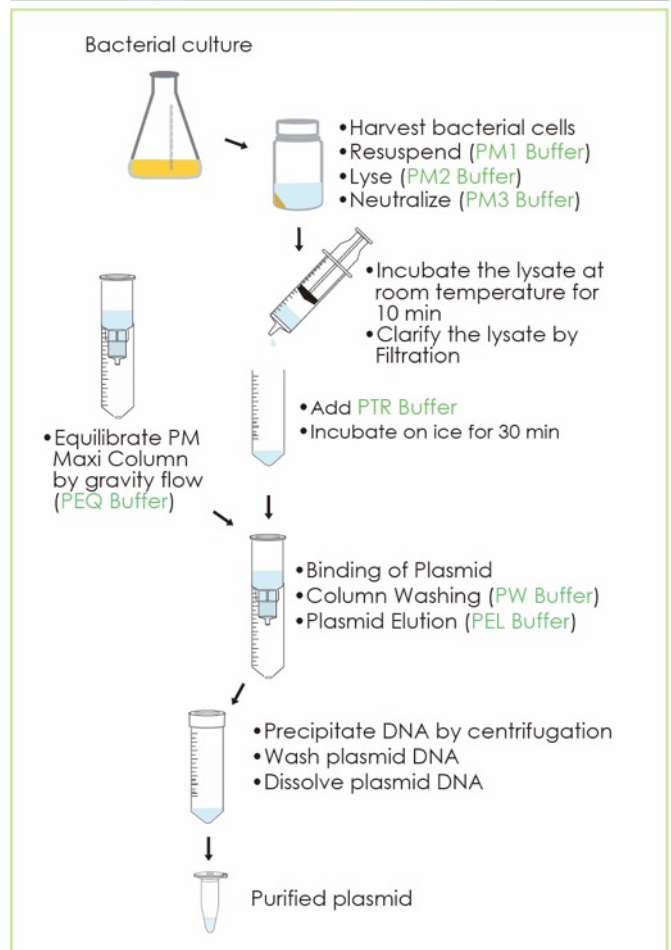 Bacterial culture
•Harvest bacterial cells
•Resuspend (PM1 Buffer)
•Lyse (PM2 Buffer)
•Neutralize (PM3 Buffer)
•Incubate the lysate at
room temperature for
10 min
•Clarify the lysate by
Filtration
•Add PTR Buffer
•Incubate on ice for 30 min
•Equilibrate PM
Maxi Column
by gravity flow
(PEQ Buffer)
•Binding of Plasmid
•Column Washing (PW Buffer)
•Plasmid Elution (PEL Buffer)
•Precipitate DNA by centrifugation
•Wash plasmid DNA
•Dissolve plasmid DNA
Purified plasmid